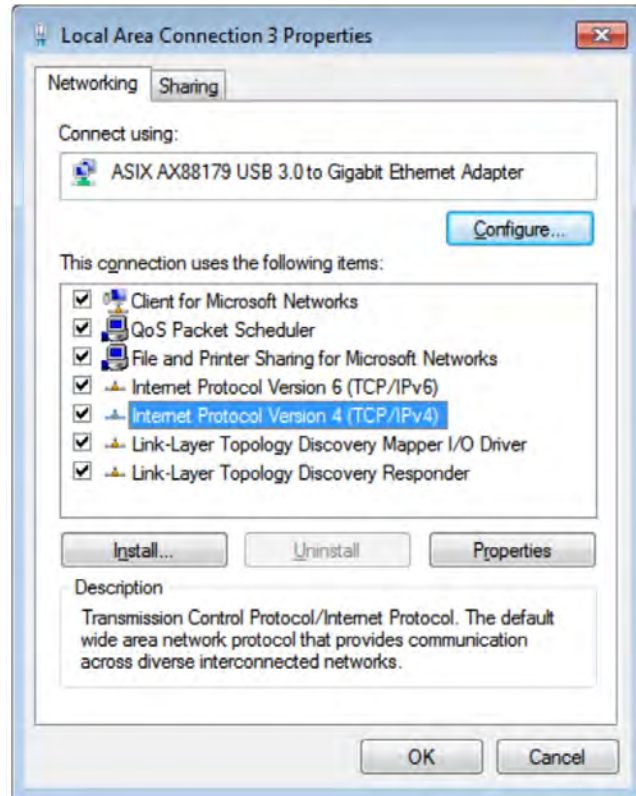 Local Area Connection 3 Properties
Networking
Sharing
Connect using:
ASIX AX88179 USB 3.0 to Gigabit Ethernet Adapter
Configure...
This connection uses the following items:
Client for Microsoft Networks
QoS Packet Scheduler
File and Printer Sharing for Microsoft Networks
Internet Protocol Version 6 (TCP/IPv6)
Internet Protocol Version 4 (TCP/IPv4)
Link-Layer Topology Discovery Mapper I/O Driver
Link-Layer Topology Discovery Responder
Install...
Uninstall
Properties
Description
Transmission Control Protocol/Internet Protocol. The default
wide area network protocol that provides communication
across diverse interconnected networks.
OK
Cancel